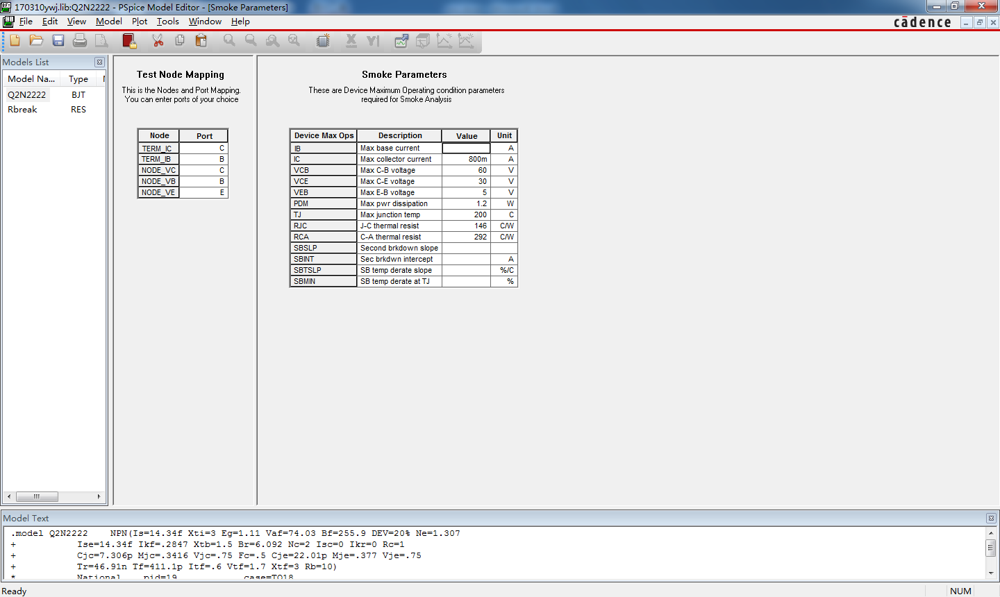 170310ywj.lib:Q2N2222 - PSpice Model Editor - [Smoke Parameters]
File Edit View Model Plot Tools Window Help
cādence
Models List
Model Na... Type
Q2N2222 BJT
Rbreak RES
Test Node Mapping
This is the Nodes and Port Mapping.
You can enter ports of your choice
Node Port
TERM_IC C
TERM_IB B
NODE_VC C
NODE_VB B
NODE_VE E
Smoke Parameters
These are Device Maximum Operating condition parameters
required for Smoke Analysis
Device Max Ops Description Value Unit
IB Max base current A
IC Max collector current 800m A
VCB Max C-B voltage 60 V
VCE Max C-E voltage 30 V
VEB Max E-B voltage 5 V
PDM Max pwr dissipation 1.2 W
TJ Max junction temp 200 C
RJC J-C thermal resist 146 C/W
RCA C-A thermal resist 292 C/W
SBSLP Second brkdown slope
SBINT Sec brkdwn intercept A
SBTSLP SB temp derate slope %/C
SBMIN SB temp derate at TJ %
Model Text
.model Q2N2222 NPN(Is=14.34f Xti=3 Eg=1.11 Vaf=74.03 Bf=255.9 DEV=20% Ne=1.307
+ Ise=14.34f Ikf=.2847 Xtb=1.5 Br=6.092 Nc=2 Isc=0 Ikr=0 Rc=1
+ Cjc=7.306p Mjc=.3416 Vjc=.75 Fc=.5 Cje=22.01p Mje=.377 Vje=.75
+ Tr=46.91n Tf=411.1p Itf=.6 Vtf=1.7 Xtf=3 Rb=10)
* National pid=19 case=TO18
Ready NUM